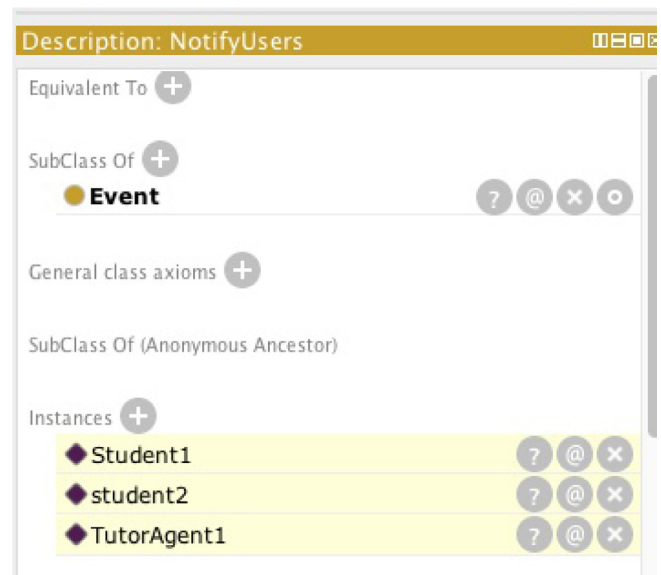 Description: NotifyUsers
Equivalent To
SubClass Of
Event
? @
General class axioms
SubClass Of (Anonymous Ancestor)
Instances
Student1
? @
student2
? @
TutorAgent1
? @